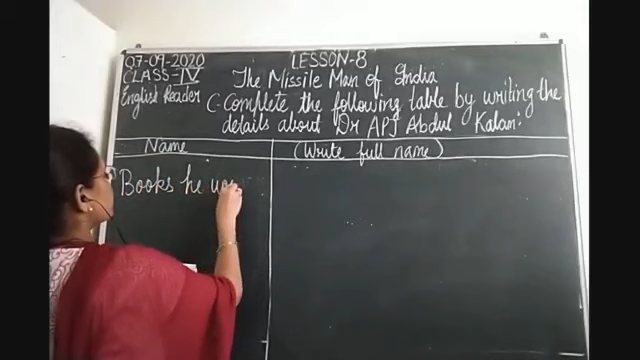 07-09-2020 LESSON-8
CLASS-IV The Missile Man of India
English Reader C-Complete the following table by writing the
details about Dr APJ Abdul Kalam:
Name (Write full name)
Books he